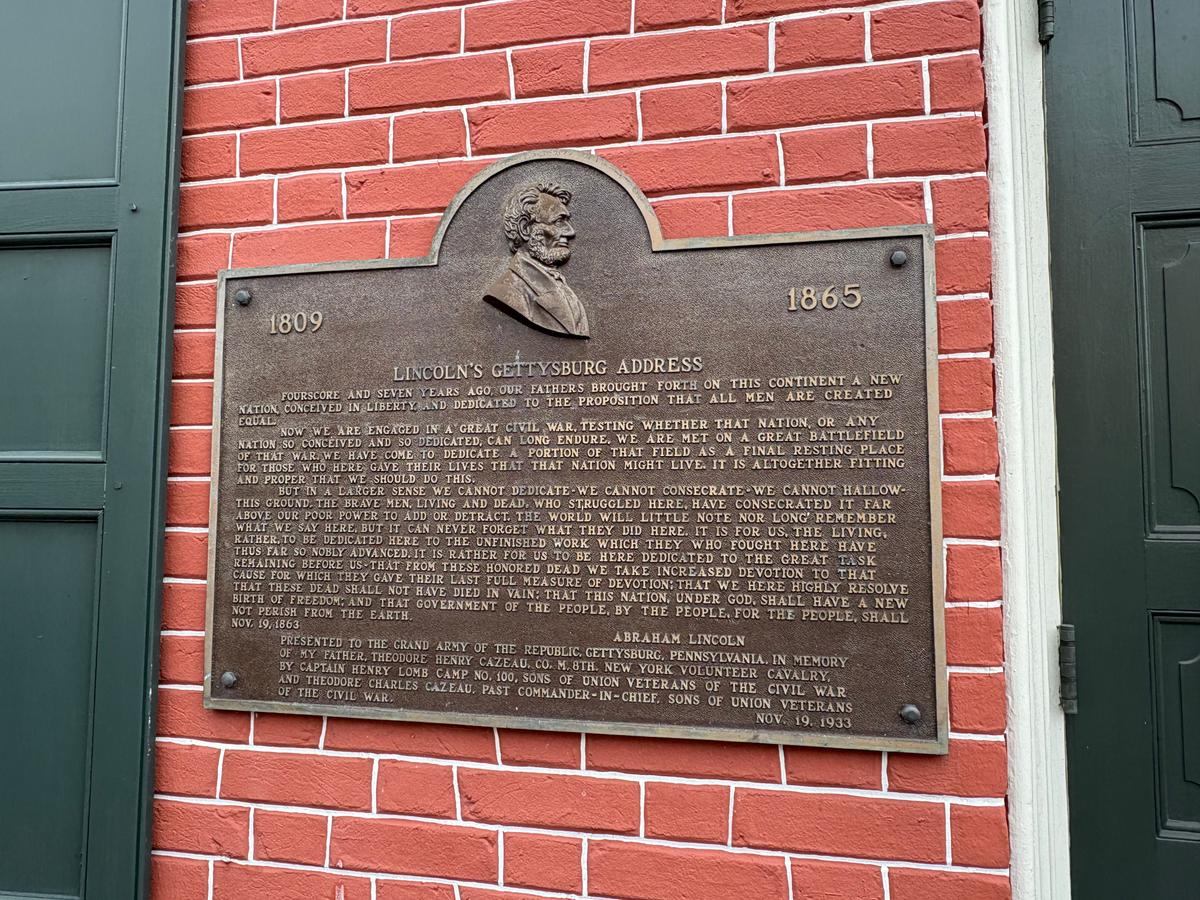 1809
1865
LINCOLN'S GETTYSBURG ADDRESS
FOURSCORE AND SEVEN YEARS AGO, OUR FATHERS BROUGHT FORTH ON THIS CONTINENT A NEW
NATION, CONCEIVED IN LIBERTY, AND DEDICATED TO THE PROPOSITION THAT ALL MEN ARE CREATED
EQUAL.
NOW WE ARE ENGAGED IN A GREAT CIVIL WAR, TESTING WHETHER THAT NATION, OR ANY
NATION SO CONCEIVED AND SO DEDICATED, CAN LONG ENDURE. WE ARE MET ON A GREAT BATTLEFIELD
OF THAT WAR. WE HAVE COME TO DEDICATE A PORTION OF THAT FIELD AS A FINAL RESTING PLACE
FOR THOSE WHO HERE GAVE THEIR LIVES THAT THAT NATION MIGHT LIVE. IT IS ALTOGETHER FITTING
AND PROPER THAT WE SHOULD DO THIS.
BUT IN A LARGER SENSE WE CANNOT DEDICATE-WE CANNOT CONSECRATE-WE CANNOT HALLOW-
THIS GROUND. THE BRAVE MEN, LIVING AND DEAD, WHO STRUGGLED HERE, HAVE CONSECRATED IT FAR
ABOVE OUR POOR POWER TO ADD OR DETRACT. THE WORLD WILL LITTLE NOTE NOR LONG REMEMBER
WHAT WE SAY HERE, BUT IT CAN NEVER FORGET WHAT THEY DID HERE. IT IS FOR US, THE LIVING,
RATHER, TO BE DEDICATED HERE TO THE UNFINISHED WORK WHICH THEY WHO FOUGHT HERE HAVE
THUS FAR SO NOBLY ADVANCED. IT IS RATHER FOR US TO BE HERE DEDICATED TO THE GREAT TASK
REMAINING BEFORE US-THAT FROM THESE HONORED DEAD WE TAKE INCREASED DEVOTION TO THAT
CAUSE FOR WHICH THEY GAVE THEIR LAST FULL MEASURE OF DEVOTION; THAT WE HERE HIGHLY RESOLVE
THAT THESE DEAD SHALL NOT HAVE DIED IN VAIN; THAT THIS NATION, UNDER GOD, SHALL HAVE A NEW
BIRTH OF FREEDOM; AND THAT GOVERNMENT OF THE PEOPLE, BY THE PEOPLE, FOR THE PEOPLE, SHALL
NOT PERISH FROM THE EARTH.
NOV. 19, 1863
ABRAHAM LINCOLN
PRESENTED TO THE GRAND ARMY OF THE REPUBLIC, GETTYSBURG, PENNSYLVANIA, IN MEMORY
OF MY FATHER, THEODORE HENRY CAZEAU, CO. M, 8TH. NEW YORK VOLUNTEER CAVALRY,
BY CAPTAIN HENRY LOMB CAMP NO. 100, SONS OF UNION VETERANS OF THE CIVIL WAR
AND THEODORE CHARLES CAZEAU, PAST COMMANDER-IN-CHIEF, SONS OF UNION VETERANS
OF THE CIVIL WAR.
NOV. 19, 1933